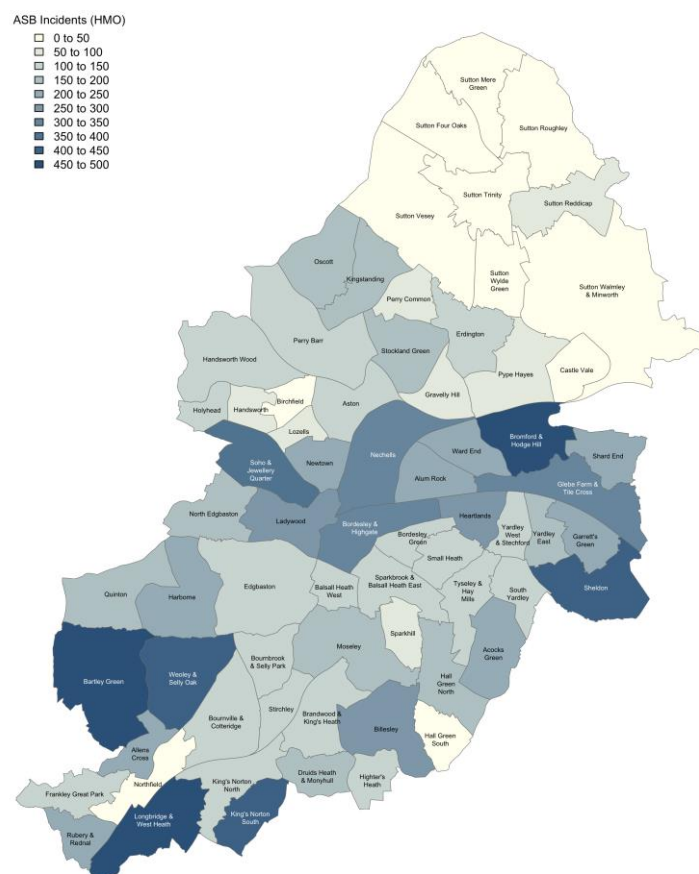 ASB Incidents (HMO)
0 to 50
50 to 100
100 to 150
150 to 200
200 to 250
250 to 300
300 to 350
350 to 400
400 to 450
450 to 500
Sutton Mere
Green
Sutton Four Oaks
Sutton Roughley
Sutton Trinity
Sutton Reddicap
Sutton Vesey
Sutton
Wylde
Green
Sutton Walmley
& Minworth
Oscott
Kingstanding
Perry Common
Erdington
Perry Barr
Stockland Green
Handsworth Wood
Pype Hayes
Castle Vale
Gravelly Hill
Birchfield
Aston
Holyhead
Handsworth
Lozells
Bromford &
Hodge Hill
Soho &
Jewellery
Quarter
Newtown
Nechells
Ward End
Shard End
Alum Rock
Glebe Farm &
Tile Cross
North Edgbaston
Ladywood
Bordesley &
Highgate
Bordesley
Green
Heartlands
Yardley
West
& Stechford
Yardley
East
Garrett's
Green
Small Heath
Edgbaston
Balsall Heath
West
Sparkbrook &
Balsall Heath East
Tyseley &
Hay
Mills
South
Yardley
Sheldon
Quinton
Harborne
Sparkhill
Moseley
Acocks
Green
Hall
Green
North
Bartley Green
Weoley &
Selly Oak
Bournbrook
& Selly Park
Stirchley
Bournville &
Cotteridge
Brandwood &
King's Heath
Billesley
Hall Green
South
Allens
Cross
Northfield
Frankley Great Park
King's Norton
North
Druids Heath
& Monyhull
Highter's
Heath
Longbridge &
West Heath
King's Norton
South
Rubery &
Rednal